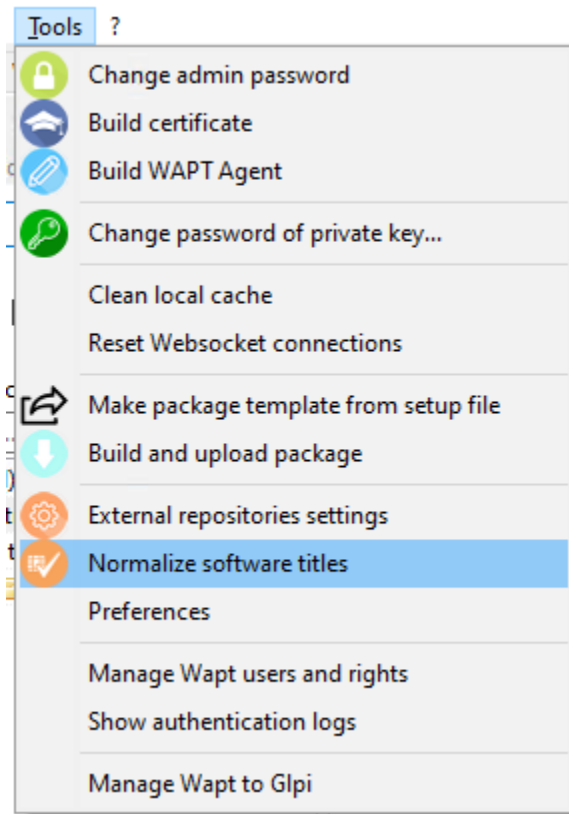 Tools ?
Change admin password
Build certificate
Build WAPT Agent
Change password of private key...
Clean local cache
Reset Websocket connections
Make package template from setup file
Build and upload package
External repositories settings
Normalize software titles
Preferences
Manage Wapt users and rights
Show authentication logs
Manage Wapt to Glpi